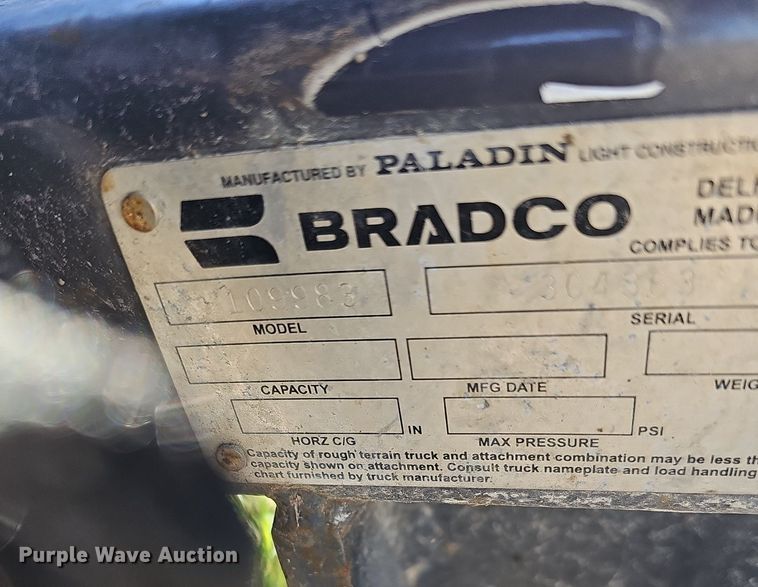 MANUFACTURED BY PALADIN LIGHT CONSTRUCTION
BRADCO
DEL
MAD
COMPLIES TO
109983
MODEL
SERIAL
CAPACITY
MFG DATE
WEIG
HORZ C/G
IN
MAX PRESSURE
PSI
Capacity of rough terrain truck and attachment combination may be less th
capacity shown on attachment. Consult truck nameplate and load handling
chart furnished by truck manufacturer.
Purple Wave Auction